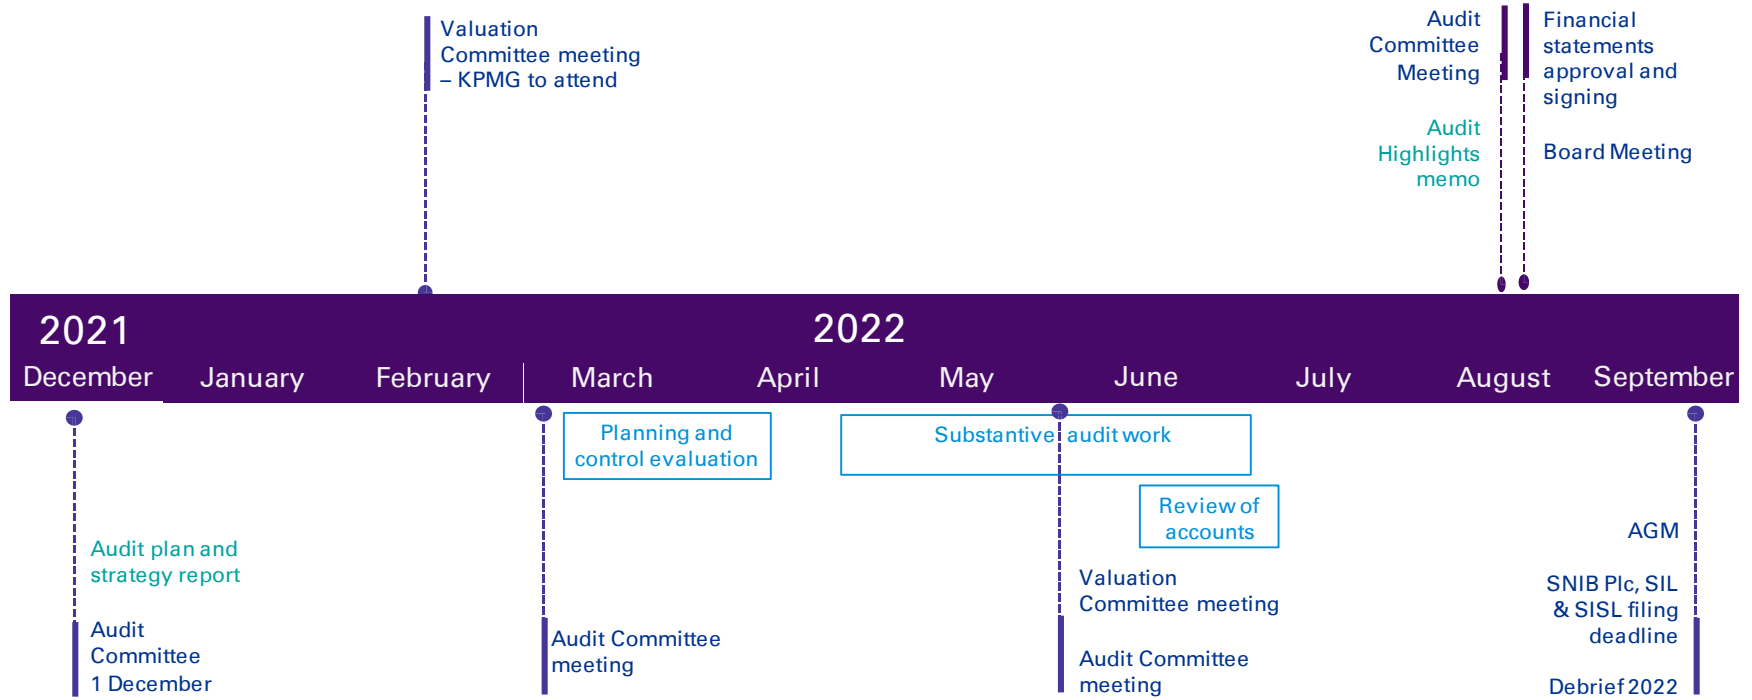 Valuation
Committee meeting
– KPMG to attend
Audit
Committee
Meeting
Audit
Highlights
memo
Financial
statements
approval and
signing
Board Meeting
2021
2022
December
January
February
March
April
May
June
July
August
September
Planning and
control evaluation
Substantive audit work
Review of
accounts
Audit plan and
strategy report
Audit
Committee
1 December
Audit Committee
meeting
Valuation
Committee meeting
Audit Committee
meeting
AGM
SNIB Plc, SIL
& SISL filing
deadline
Debrief 2022